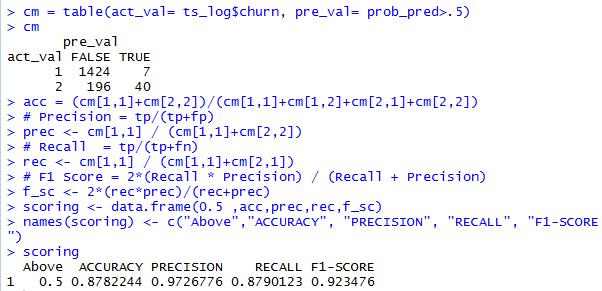 > cm = table(act_val= ts_log$churn, pre_val= prob_pred>.5)
> cm
pre_val
act_val FALSE TRUE
1 1424 7
2 196 40
> acc = (cm[1,1]+cm[2,2])/(cm[1,1]+cm[1,2]+cm[2,1]+cm[2,2])
> # Precision = tp/(tp+fp)
> prec <- cm[1,1] / (cm[1,1]+cm[2,2])
> # Recall  = tp/(tp+fn)
> rec <- cm[1,1] / (cm[1,1]+cm[2,1])
> # F1 Score = 2*(Recall * Precision) / (Recall + Precision)
> f_sc <- 2*(rec*prec)/(rec+prec)
> scoring <- data.frame(0.5 ,acc,prec,rec,f_sc)
> names(scoring) <- c("Above","ACCURACY", "PRECISION", "RECALL", "F1-SCORE
")
> scoring
Above ACCURACY PRECISION RECALL F1-SCORE
1 0.5 0.8782244 0.9726776 0.8790123 0.923476